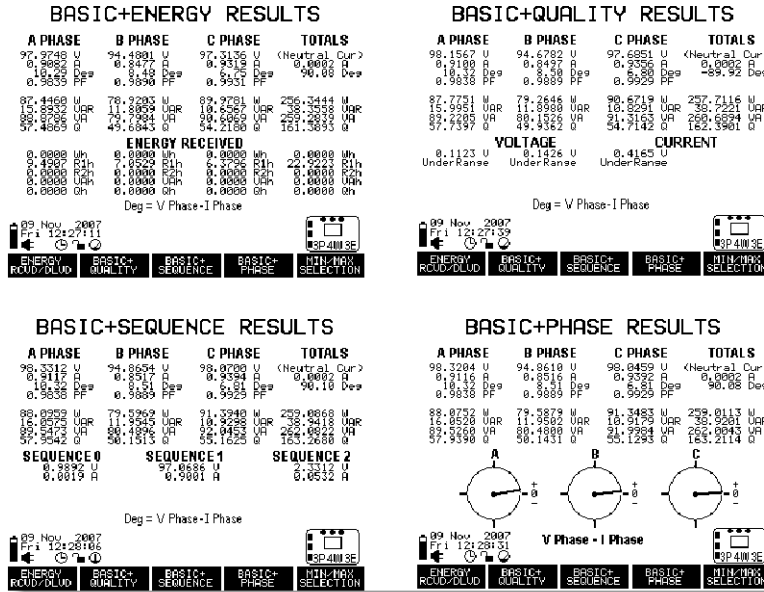 BASIC+ENERGY RESULTS
A PHASE B PHASE C PHASE TOTALS
97.9748 V 94.4801 V 97.3136 V (Neutral Cur)
0.9082 A 0.8477 A 0.9319 A 0.0002 A
10.29 Deg 8.48 Deg 6.75 Deg 90.08 Deg
0.9839 PF 0.9890 PF 0.9931 PF
87.4460 W 78.9203 W 89.9781 W 256.3444 W
15.8932 VAR 11.8059 VAR 10.6567 VAR 38.3558 VAR
88.8786 VA 79.7984 VA 90.6069 VA 259.2839 VA
57.4869 Q 49.6843 Q 54.2180 Q 161.3893 Q
ENERGY RECEIVED
0.0000 Wh 0.0000 Wh 0.0000 Wh 0.0000 Wh
9.4907 R1h 7.0529 R1h 6.3796 R1h 22.9223 R1h
0.0000 R2h 0.0000 R2h 0.0000 R2h 0.0000 R2h
0.0000 VAh 0.0000 VAh 0.0000 VAh 0.0000 VAh
0.0000 Qh 0.0000 Qh 0.0000 Qh 0.0000 Qh
Deg = V Phase-I Phase
09 Nov 2007
Fri 12:27:11
3P4W3E
ENERGY RCVD/DLVD BASIC+ QUALITY BASIC+ SEQUENCE BASIC+ PHASE MIN/MAX SELECTION
BASIC+QUALITY RESULTS
A PHASE B PHASE C PHASE TOTALS
98.1567 V 94.6782 V 97.6851 V (Neutral Cur
0.9100 A 0.8497 A 0.9356 A 0.0002 A
10.32 Deg 8.50 Deg 6.80 Deg -89.92 Deg
0.9838 PF 0.9889 PF 0.9929 PF
87.7751 W 79.2646 W 90.6719 W 257.7116 W
15.9951 VAR 11.8980 VAR 10.8291 VAR 38.7221 VAR
89.2205 VA 80.1526 VA 91.3163 VA 260.6894 VA
57.7397 Q 49.9362 Q 54.7142 Q 162.3901 Q
VOLTAGE CURRENT
0.1123 V 0.1426 V 0.4165 V
UnderRange UnderRange UnderRange
Deg = V Phase-I Phase
09 Nov 2007
Fri 12:27:39
3P4W3E
ENERGY RCVD/DLVD BASIC+ QUALITY BASIC+ SEQUENCE BASIC+ PHASE MIN/MAX SELECTION
BASIC+SEQUENCE RESULTS
A PHASE B PHASE C PHASE TOTALS
98.3312 V 94.8654 V 98.0700 V (Neutral Cur)
0.9117 A 0.8517 A 0.9394 A 0.0002 A
10.32 Deg 8.51 Deg 6.81 Deg 90.10 Deg
0.9838 PF 0.9889 PF 0.9929 PF
88.0959 W 79.5969 W 91.3940 W 259.0868 W
16.0575 VAR 11.9545 VAR 10.9298 VAR 38.9418 VAR
89.5473 VA 80.4896 VA 92.0453 VA 262.0822 VA
57.9542 Q 50.1513 Q 55.1625 Q 163.2680 Q
SEQUENCE 0 SEQUENCE 1 SEQUENCE 2
0.9892 V 97.0686 V 2.3312 V
0.0019 A 0.9001 A 0.0532 A
Deg = V Phase-I Phase
09 Nov 2007
Fri 12:28:06
3P4W3E
ENERGY RCVD/DLVD BASIC+ QUALITY BASIC+ SEQUENCE BASIC+ PHASE MIN/MAX SELECTION
BASIC+PHASE RESULTS
A PHASE B PHASE C PHASE TOTALS
98.3204 V 94.8610 V 98.0459 V (Neutral Cur
0.9116 A 0.8516 A 0.9392 A 0.0002 A
10.32 Deg 8.51 Deg 6.81 Deg 90.08 Deg
0.9838 PF 0.9889 PF 0.9929 PF
88.0752 W 79.5879 W 91.3483 W 259.0113 W
16.0520 VAR 11.9502 VAR 10.9179 VAR 38.9201 VAR
89.5260 VA 80.4800 VA 91.9984 VA 262.0043 VA
57.9390 Q 50.1431 Q 55.1293 Q 163.2114 Q
A B C
+ 0 - + 0 - + 0 -
V Phase - I Phase
09 Nov 2007
Fri 12:28:31
3P4W3E
ENERGY RCVD/DLVD BASIC+ QUALITY BASIC+ SEQUENCE BASIC+ PHASE MIN/MAX SELECTION